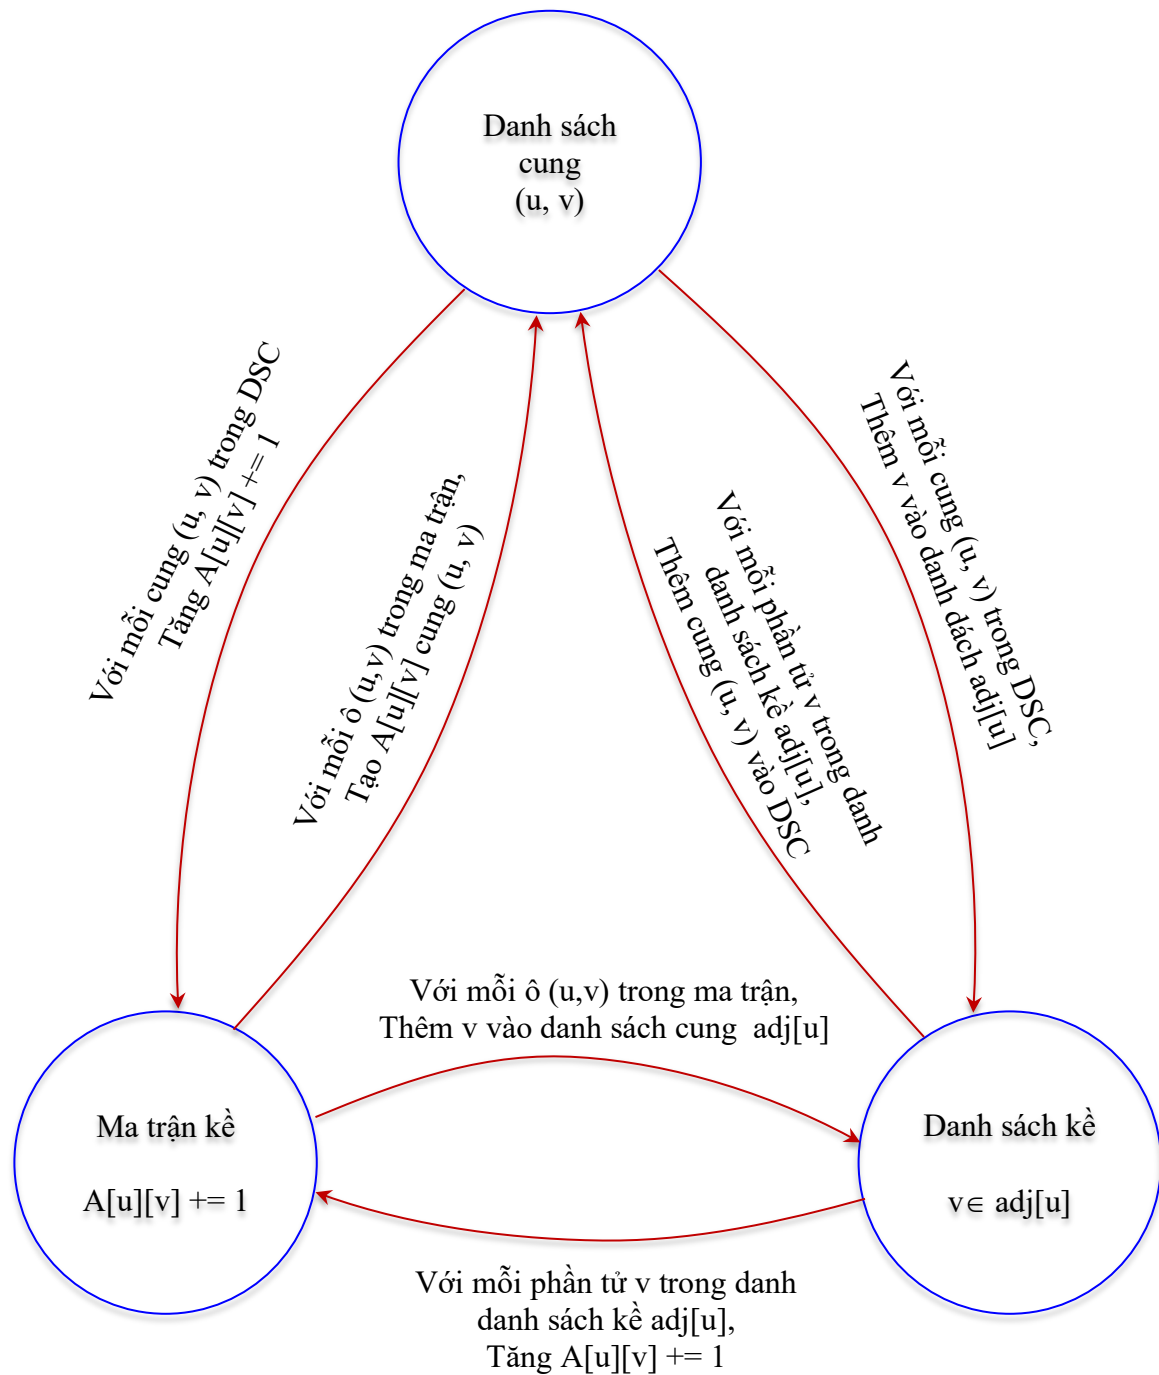 Danh sách
cung
(u, v)
Với mỗi cung (u, v) trong DSC
Tăng A[u][v] += 1
Với mỗi ô (u,v) trong ma trận,
Tạo A[u][v] cung (u, v)
Với mỗi phần tử v trong danh
danh sách kề adj[u],
Thêm cung (u, v) vào DSC
Với mỗi cung (u, v) trong DSC,
Thêm v vào danh dách adj[u]
Với mỗi ô (u,v) trong ma trận,
Thêm v vào danh sách cung adj[u]
Ma trận kề
A[u][v] += 1
Danh sách kề
v∈ adj[u]
Với mỗi phần tử v trong danh
danh sách kề adj[u],
Tăng A[u][v] += 1